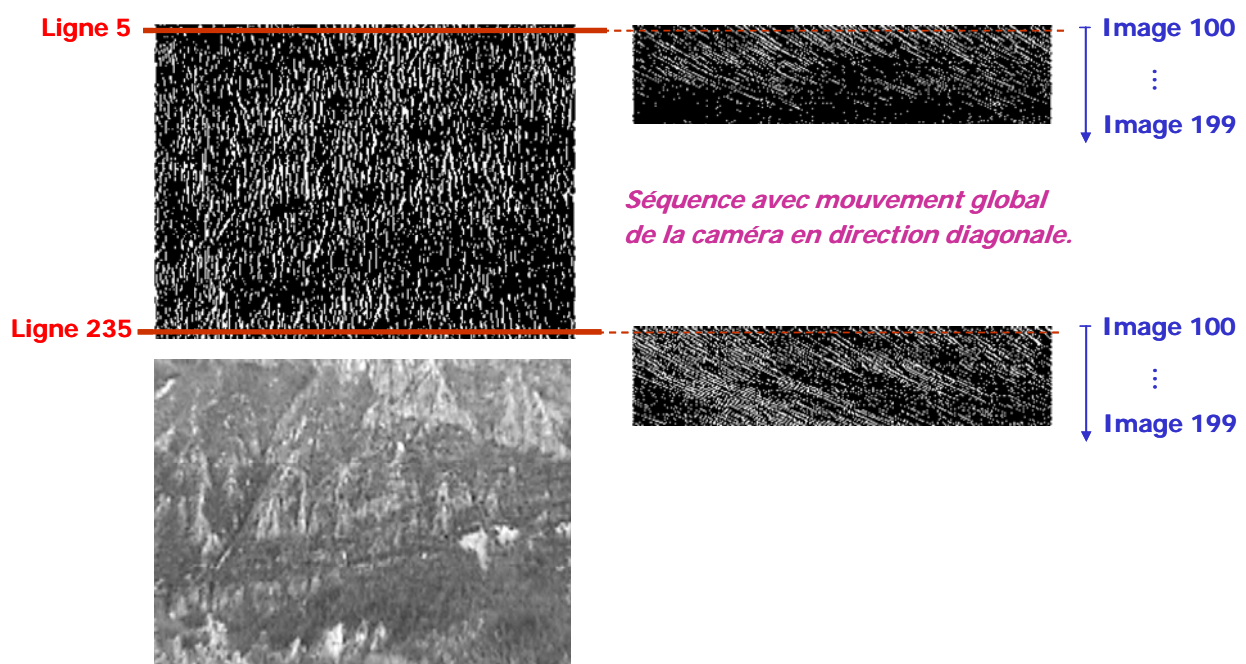 Ligne 5
Image 100
⋮
Image 199
Séquence avec mouvement global
de la caméra en direction diagonale.
Ligne 235
Image 100
⋮
Image 199